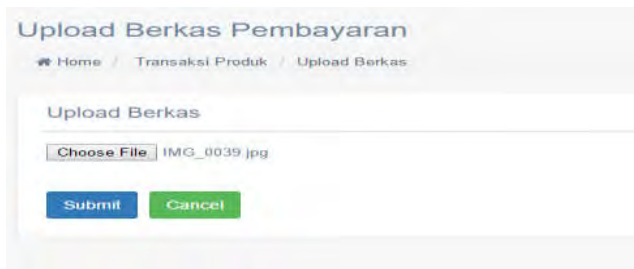 Upload Berkas Pembayaran
Home / Transaksi Produk / Upload Berkas
Upload Berkas
Choose File IMG_0039.jpg
Submit Cancel